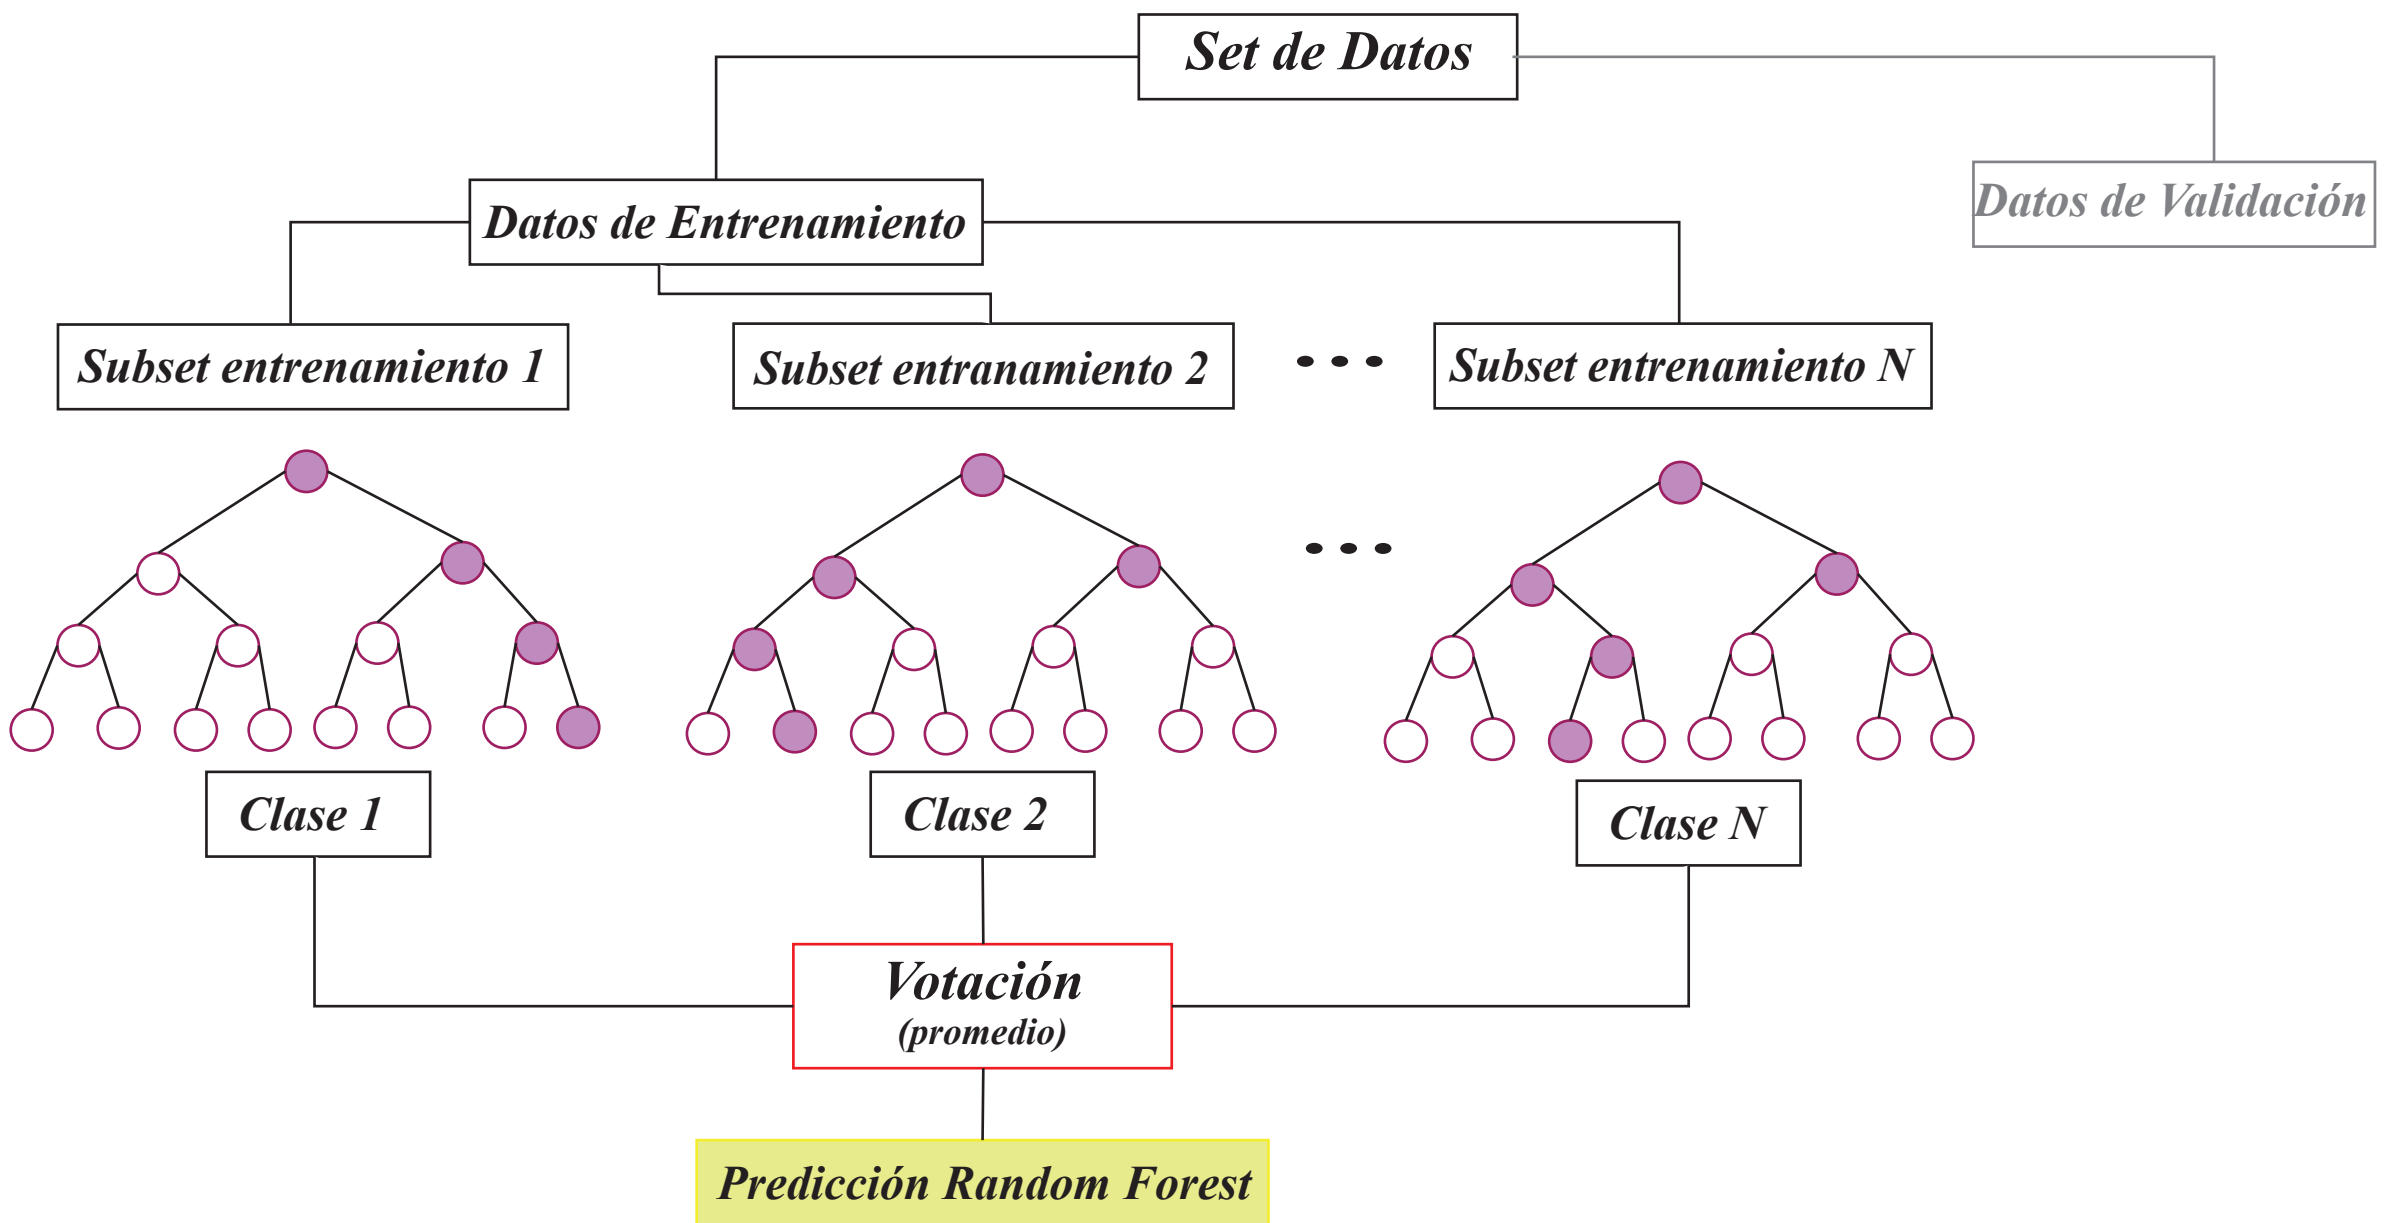 Set de Datos
Datos de Validación
Datos de Entrenamiento
Subset entrenamiento 1
Subset entranamiento 2
Subset entrenamiento N
Clase 1
Clase 2
Clase N
Votación
(promedio)
Predicción Random Forest